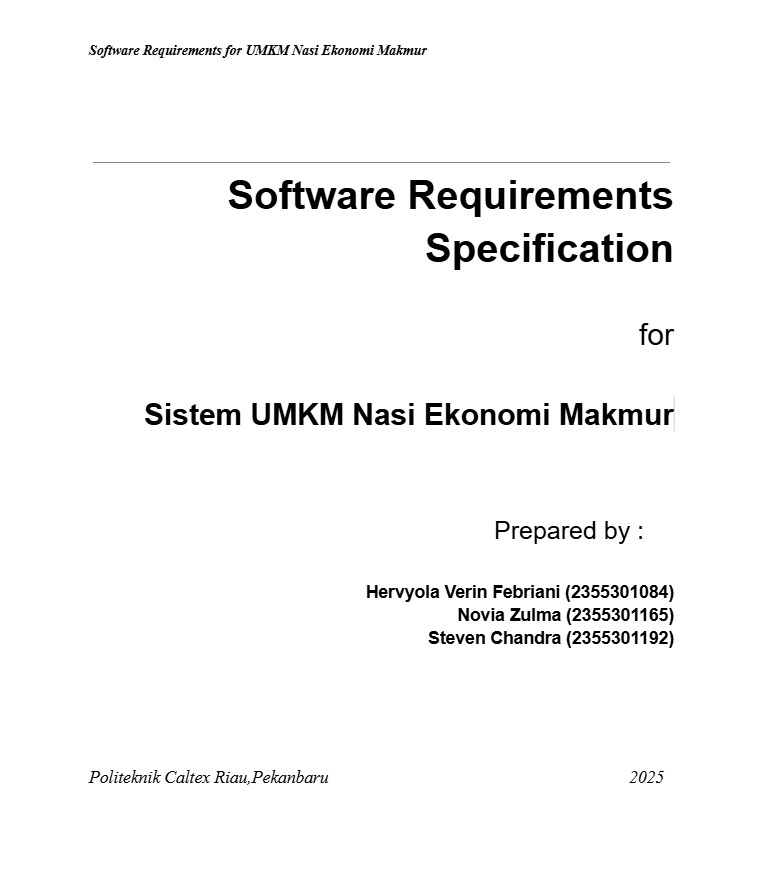 Software Requirements for UMKM Nasi Ekonomi Makmur
Software Requirements
Specification
for
Sistem UMKM Nasi Ekonomi Makmur
Prepared by :
Hervyola Verin Febriani (2355301084)
Novia Zulma (2355301165)
Steven Chandra (2355301192)
Politeknik Caltex Riau,Pekanbaru 2025